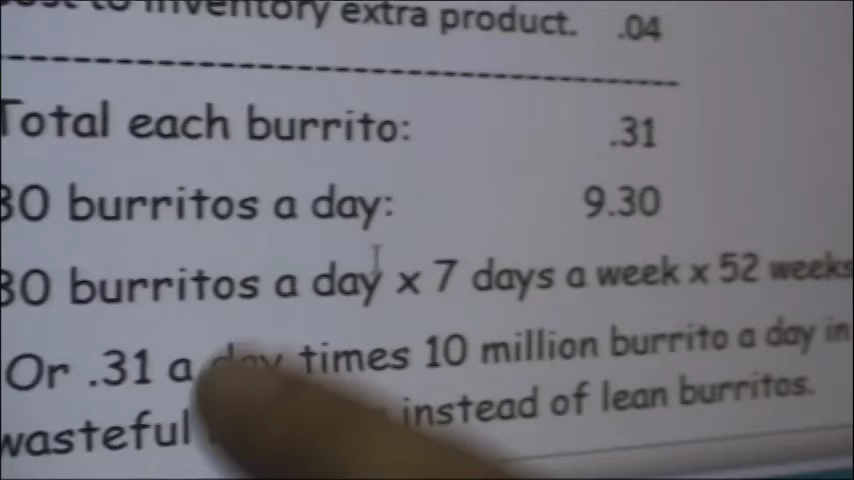 to inventory extra product. .04
Total each burrito: .31
30 burritos a day: 9.30
30 burritos a day x 7 days a week x 52 weeks
Or .31 a day times 10 million burrito a day in
wasteful instead of lean burritos.